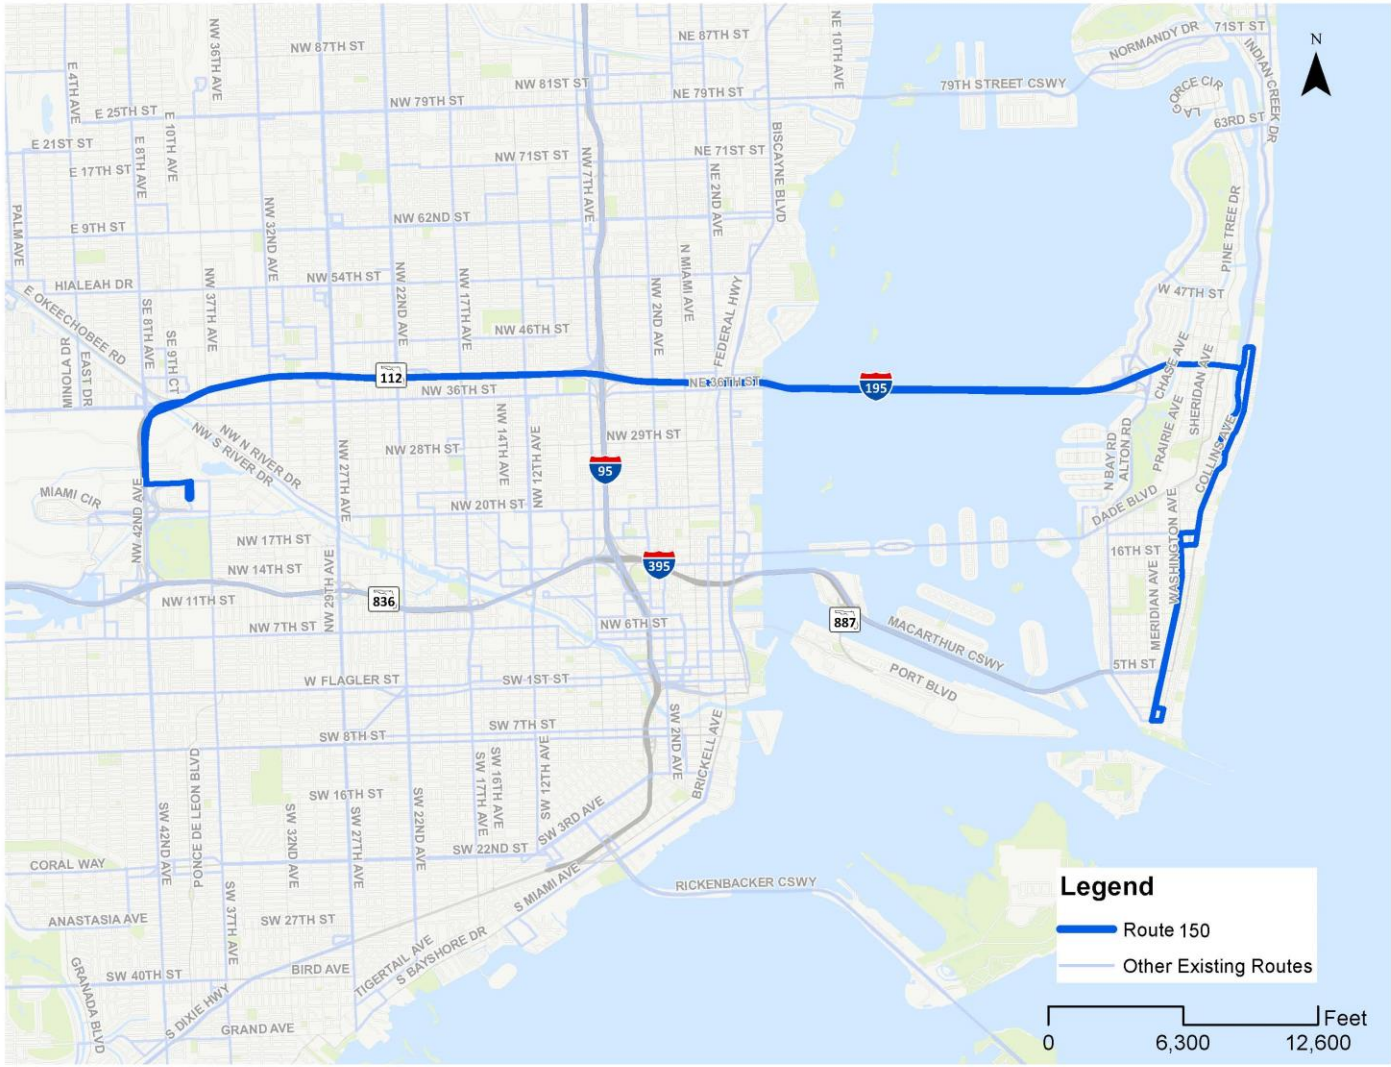 NW 36TH AVE
NE 10TH AVE
NE 87TH ST
NW 87TH ST
NORMANDY DR
71ST ST
N
E 4TH AVE
NW 81ST ST
79TH STREET CSWY
INDIAN CREEK DR
LA GORCE CIR
NE 79TH ST
NW 79TH ST
E 25TH ST
E 10TH AVE
63RD ST
E 21ST ST
E 8TH AVE
BISCAYNE BLVD
NW 71ST ST
NE 71ST ST
NW 7TH AVE
NE 2ND AVE
E 17TH ST
PALM AVE
E 9TH ST
NW 32ND AVE
NW 62ND ST
PINE TREE DR
N MIAMI AVE
HIALEAH DR
NW 54TH ST
NW 37TH AVE
NW 22ND AVE
NW 17TH AVE
NW 2ND AVE
FEDERAL HWY
W 47TH ST
E OKEECHOBEE RD
SE 8TH AVE
SE 9TH CT
NW 46TH ST
MINOLA DR
EAST DR
112
NW 36TH ST
NE 36TH ST
195
CHASE AVE
SHERIDAN AVE
PRAIRIE AVE
N BAY RD
ALTON RD
COLLINS AVE
NW N RIVER DR
NW S RIVER DR
NW 28TH ST
NW 14TH AVE
NW 12TH AVE
NW 29TH ST
95
NW 27TH AVE
MIAMI CIR
NW 42ND AVE
NW 20TH ST
DADE BLVD
WASHINGTON AVE
NW 17TH ST
16TH ST
NW 14TH ST
395
MERIDIAN AVE
NW 29TH AVE
836
NW 11TH ST
NW 7TH ST
NW 6TH ST
887
MACARTHUR CSWY
5TH ST
PORT BLVD
W FLAGLER ST
SW 1ST ST
SW 7TH ST
SW 8TH ST
SW 2ND AVE
BRICKELL AVE
PONCE DE LEON BLVD
SW 16TH AVE
SW 17TH AVE
SW 12TH AVE
SW 16TH ST
SW 42ND AVE
SW 32ND AVE
SW 27TH AVE
SW 22ND AVE
SW 3RD AVE
SW 22ND ST
CORAL WAY
S MIAMI AVE
RICKENBACKER CSWY
SW 37TH AVE
ANASTASIA AVE
SW 27TH ST
TIGERTAIL AVE
S BAYSHORE DR
GRANADA BLVD
SW 40TH ST
BIRD AVE
S DIXIE HWY
GRAND AVE
Legend
Route 150
Other Existing Routes
Feet
0 6,300 12,600